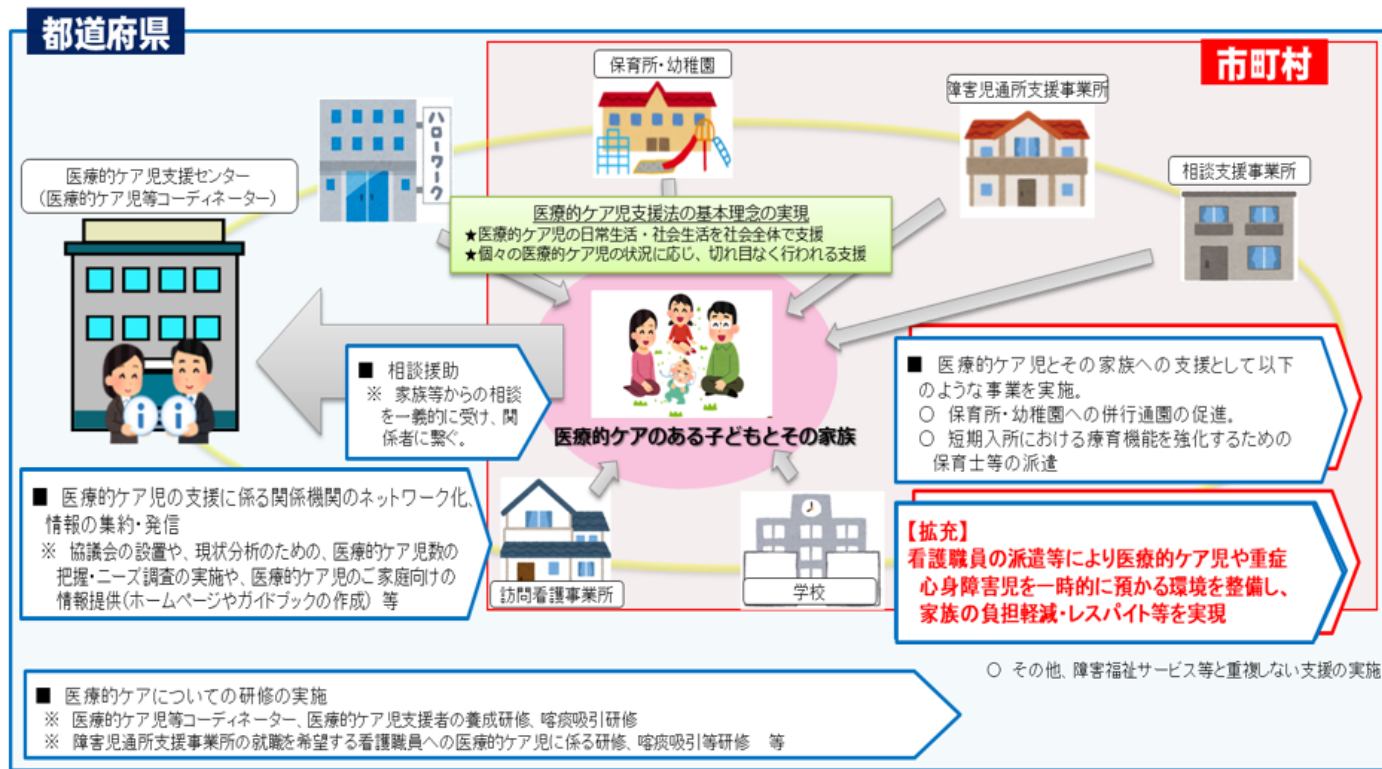 都道府県
市町村
保育所・幼稚園
障害児通所支援事業所
ハローワーク
医療的ケア児支援センター
(医療的ケア児等コーディネーター)
相談支援事業所
医療的ケア児支援法の基本理念の実現
★医療的ケア児の日常生活・社会生活を社会全体で支援
★個々の医療的ケア児の状況に応じ、切れ目なく行われる支援
■ 相談援助
※ 家族等からの相談
を一義的に受け、関
係者に繋ぐ。
医療的ケアのある子どもとその家族
■ 医療的ケア児とその家族への支援として以下
のような事業を実施。
○ 保育所・幼稚園への併行通園の促進。
○ 短期入所における療育機能を強化するための
保育士等の派遣
■ 医療的ケア児の支援に係る関係機関のネットワーク化、
情報の集約・発信
※ 協議会の設置や、現状分析のための、医療的ケア児数の
把握・ニーズ調査の実施や、医療的ケア児のご家庭向けの
情報提供(ホームページやガイドブックの作成) 等
訪問看護事業所
学校
【拡充】
看護職員の派遣等により医療的ケア児や重症
心身障害児を一時的に預かる環境を整備し、
家族の負担軽減・レスパイト等を実現
○ その他、障害福祉サービス等と重複しない支援の実施
■ 医療的ケアについての研修の実施
※ 医療的ケア児等コーディネーター、医療的ケア児支援者の養成研修、喀痰吸引研修
※ 障害児通所支援事業所の就職を希望する看護職員への医療的ケア児に係る研修、喀痰吸引等研修 等